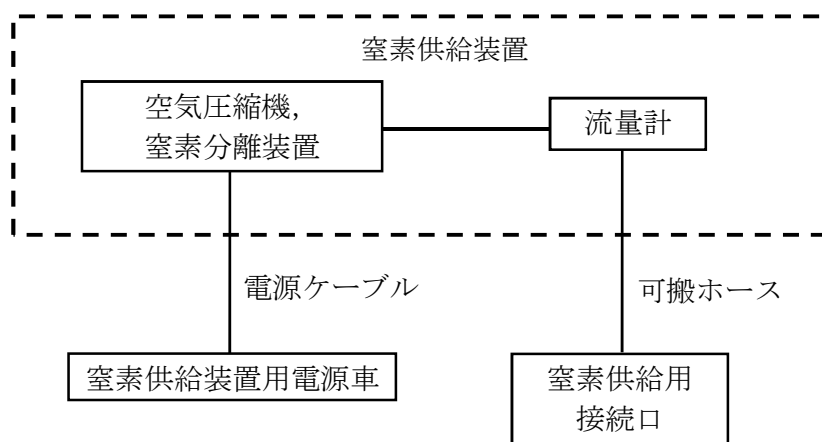 窒素供給装置
空気圧縮機,
窒素分離装置
流量計
電源ケーブル
可搬ホース
窒素供給装置用電源車
窒素供給用
接続口